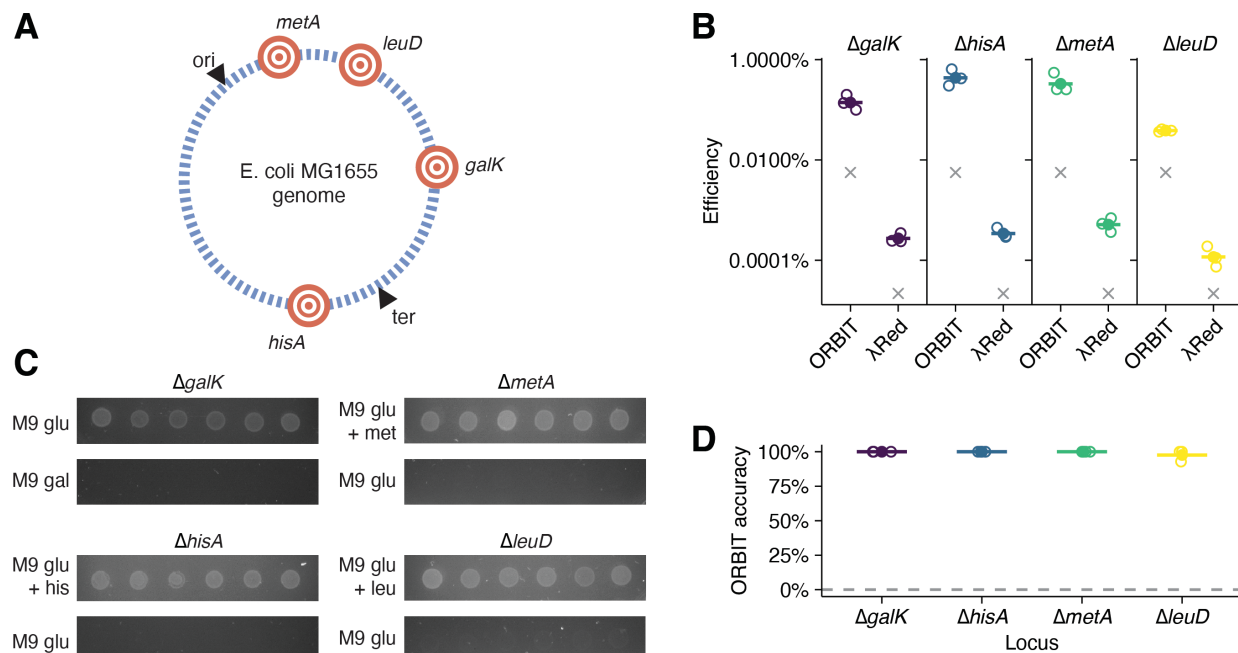 A
metA
leuD
ori
galK
E. coli MG1655
genome
ter
hisA
B
ΔgalK
ΔhisA
ΔmetA
ΔleuD
Efficiency
1.0000%
0.0100%
0.0001%
ORBIT
λRed
ORBIT
λRed
ORBIT
λRed
ORBIT
λRed
C
ΔgalK
M9 glu
M9 gal
ΔmetA
M9 glu
+ met
M9 glu
ΔhisA
M9 glu
+ his
M9 glu
ΔleuD
M9 glu
+ leu
M9 glu
D
ORBIT accuracy
100%
75%
50%
25%
0%
ΔgalK
ΔhisA
ΔmetA
ΔleuD
Locus